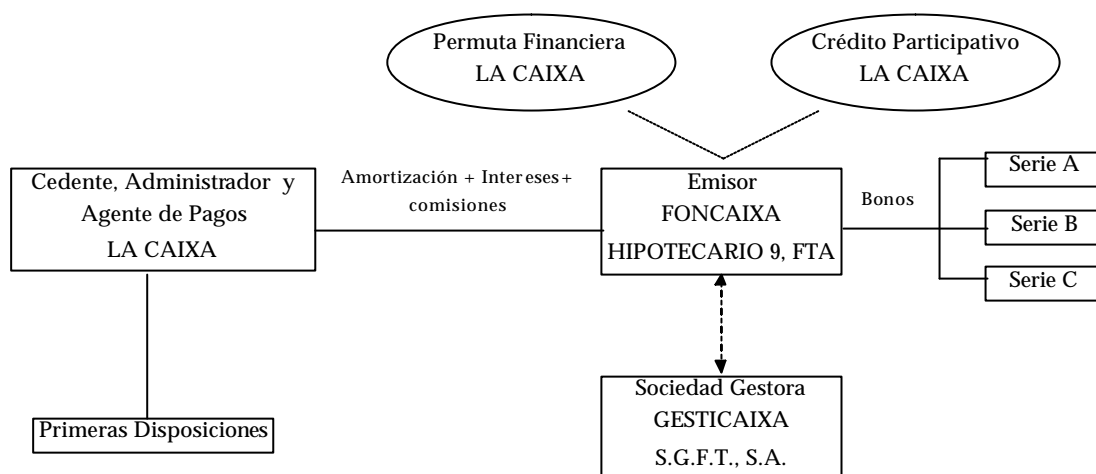 Permuta Financiera
LA CAIXA
Crédito Participativo
LA CAIXA
Cedente, Administrador y
Agente de Pagos
LA CAIXA
Amortización + Intereses+
comisiones
Emisor
FONCAIXA
HIPOTECARIO 9, FTA
Bonos
Serie A
Serie B
Serie C
Primeras Disposiciones
Sociedad Gestora
GESTICAIXA
S.G.F.T., S.A.